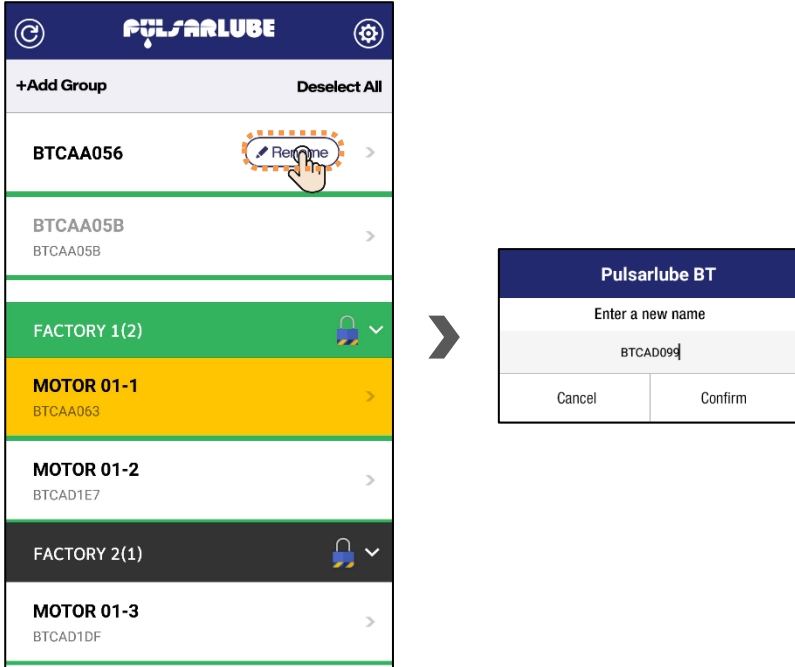 PULSARLUBE
+Add Group Deselect All
BTCAA056 Rename
BTCAA05B
BTCAA05B
FACTORY 1(2)
MOTOR 01-1
BTCAA063
MOTOR 01-2
BTCAD1E7
FACTORY 2(1)
MOTOR 01-3
BTCAD1DF
Pulsarlube BT
Enter a new name
BTCAD099
Cancel Confirm